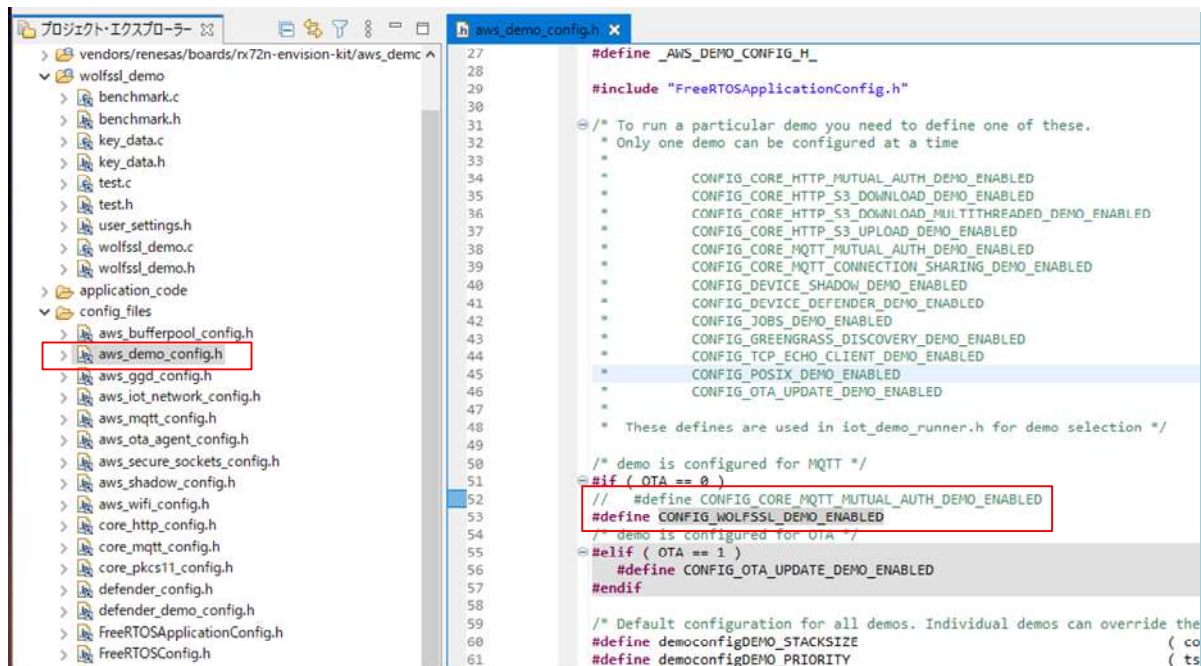 プロジェクト・エクスプローラー
vendors/renesas/boards/rx72n-envision-kit/aws_demc
wolfssl_demo
benchmark.c
benchmark.h
key_data.c
key_data.h
test.c
test.h
user_settings.h
wolfssl_demo.c
wolfssl_demo.h
application_code
config_files
aws_bufferpool_config.h
aws_demo_config.h
aws_ggd_config.h
aws_iot_network_config.h
aws_mqtt_config.h
aws_ota_agent_config.h
aws_secure_sockets_config.h
aws_shadow_config.h
aws_wifi_config.h
core_http_config.h
core_mqtt_config.h
core_pkcs11_config.h
defender_config.h
defender_demo_config.h
FreeRTOSApplicationConfig.h
FreeRTOSConfig.h
aws_demo_config.h
27 #define _AWS_DEMO_CONFIG_H_
28
29 #include "FreeRTOSApplicationConfig.h"
30
31 /* To run a particular demo you need to define one of these.
32 * Only one demo can be configured at a time
33 *
34 * CONFIG_CORE_HTTP_MUTUAL_AUTH_DEMO_ENABLED
35 * CONFIG_CORE_HTTP_S3_DOWNLOAD_DEMO_ENABLED
36 * CONFIG_CORE_HTTP_S3_DOWNLOAD_MULTITHREADED_DEMO_ENABLED
37 * CONFIG_CORE_HTTP_S3_UPLOAD_DEMO_ENABLED
38 * CONFIG_CORE_MQTT_MUTUAL_AUTH_DEMO_ENABLED
39 * CONFIG_CORE_MQTT_CONNECTION_SHARING_DEMO_ENABLED
40 * CONFIG_DEVICE_SHADOW_DEMO_ENABLED
41 * CONFIG_DEVICE_DEFENDER_DEMO_ENABLED
42 * CONFIG_JOBS_DEMO_ENABLED
43 * CONFIG_GREENGRASS_DISCOVERY_DEMO_ENABLED
44 * CONFIG_TCP_ECHO_CLIENT_DEMO_ENABLED
45 * CONFIG_POSIX_DEMO_ENABLED
46 * CONFIG_OTA_UPDATE_DEMO_ENABLED
47 *
48 * These defines are used in iot_demo_runner.h for demo selection */
49
50 /* demo is configured for MQTT */
51 #if ( OTA == 0 )
52 // #define CONFIG_CORE_MQTT_MUTUAL_AUTH_DEMO_ENABLED
53 #define CONFIG_WOLFSSL_DEMO_ENABLED
54 /* demo is configured for OTA */
55 #elif ( OTA == 1 )
56 #define CONFIG_OTA_UPDATE_DEMO_ENABLED
57 #endif
58
59 /* Default configuration for all demos. Individual demos can override the
60 #define democonfigDEMO_STACKSIZE ( co
61 #define democonfigDEMO_PRIORITY ( ts